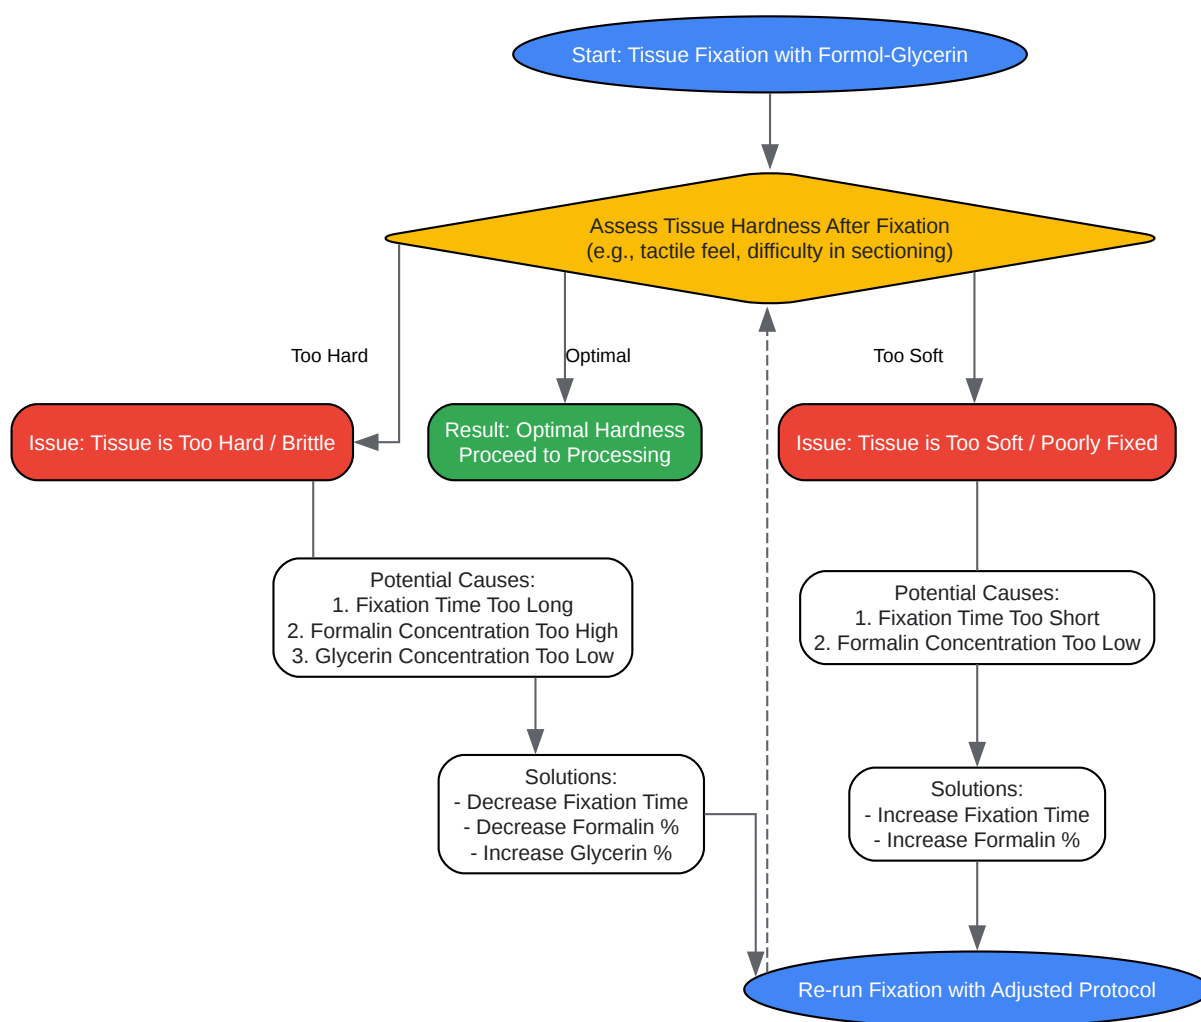 Start: Tissue Fixation with Formol-Glycerin
Assess Tissue Hardness After Fixation
(e.g., tactile feel, difficulty in sectioning)
Too Hard
Optimal
Too Soft
Issue: Tissue is Too Hard / Brittle
Result: Optimal Hardness
Proceed to Processing
Issue: Tissue is Too Soft / Poorly Fixed
Potential Causes:
1. Fixation Time Too Long
2. Formalin Concentration Too High
3. Glycerin Concentration Too Low
Potential Causes:
1. Fixation Time Too Short
2. Formalin Concentration Too Low
Solutions:
- Decrease Fixation Time
- Decrease Formalin %
- Increase Glycerin %
Solutions:
- Increase Fixation Time
- Increase Formalin %
Re-run Fixation with Adjusted Protocol